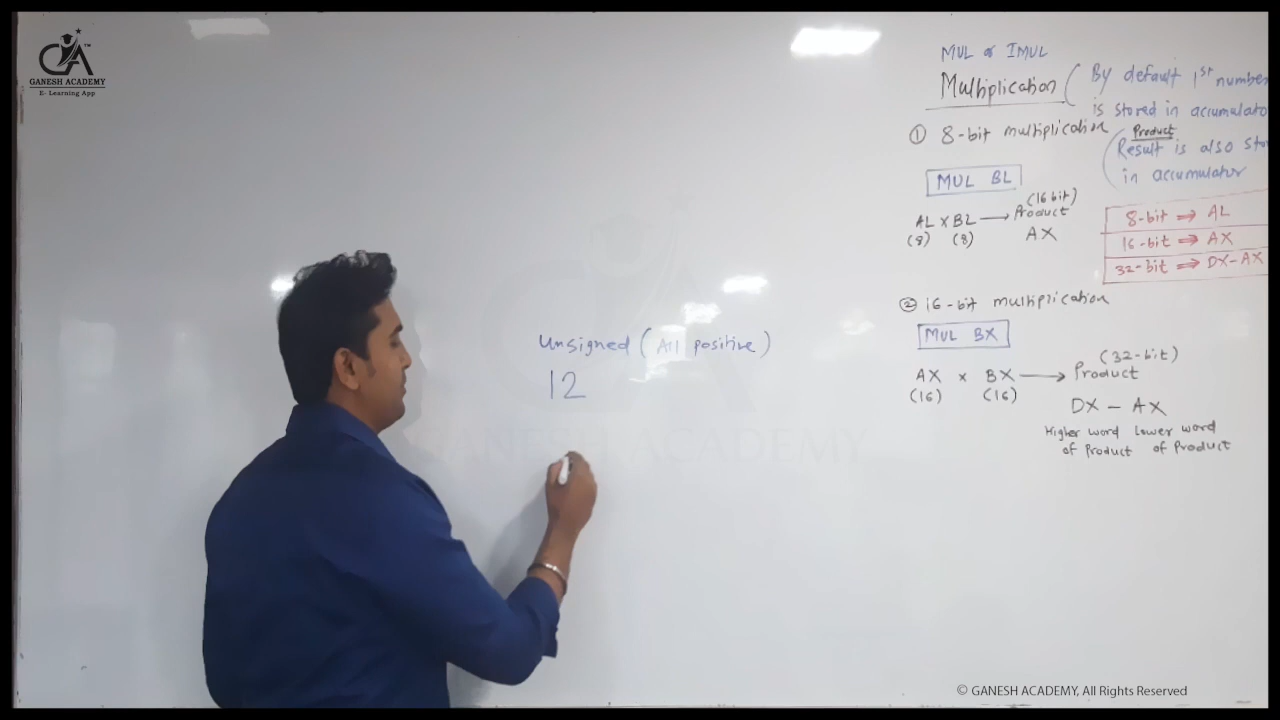 GANESH ACADEMY
E- Learning App
MUL or IMUL
Multiplication (By default 1st number
is stored in accumulato
① 8-bit multiplication
Product
(Result is also sto
in accumulator
MUL BL
(16 bit)
AL x BL → Product
(8) (8) AX
8-bit ⇒ AL
16-bit ⇒ AX
32-bit ⇒ DX-AX
② 16-bit multiplication
MUL BX
(32-bit)
AX x BX → Product
(16) (16)
DX - AX
Higher word Lower word
of Product of Product
Unsigned (All positive)
12
GANESH ACADEMY
© GANESH ACADEMY, All Rights Reserved